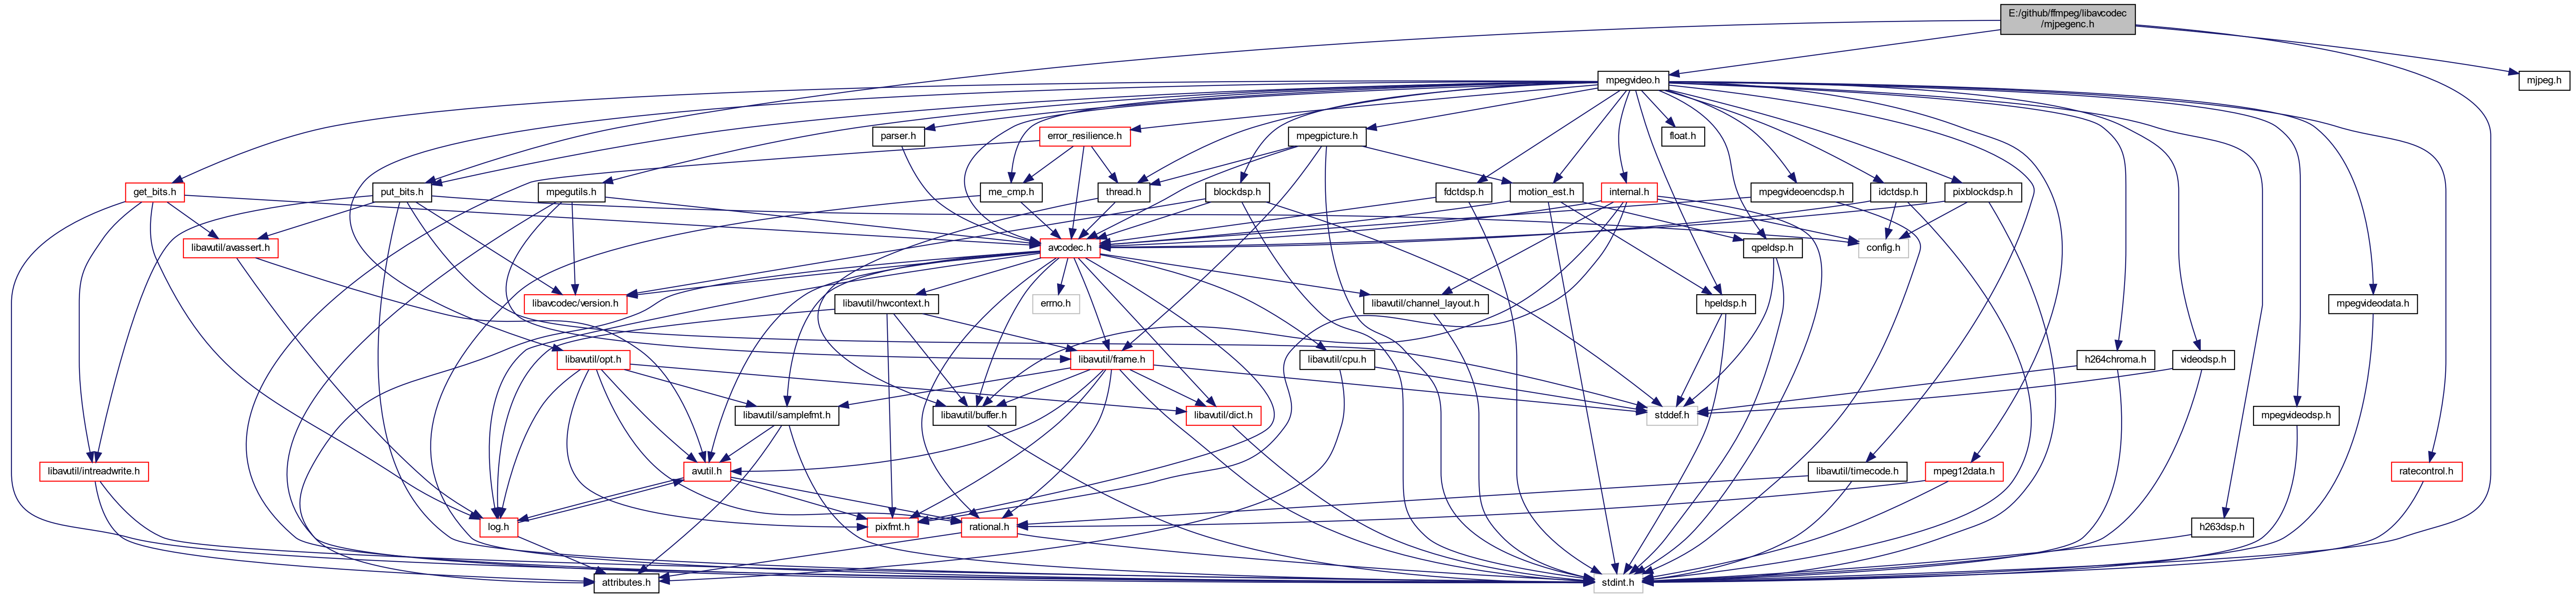 E:/github/ffmpeg/libavcodec
/mjpegenc.h
mpegvideo.h
mjpeg.h
parser.h
error_resilience.h
mpegpicture.h
float.h
get_bits.h
put_bits.h
mpegutils.h
me_cmp.h
thread.h
blockdsp.h
fdctdsp.h
motion_est.h
internal.h
mpegvideoencdsp.h
idctdsp.h
pixblockdsp.h
libavutil/avassert.h
avcodec.h
qpeldsp.h
config.h
libavcodec/version.h
libavutil/hwcontext.h
errno.h
libavutil/channel_layout.h
hpeldsp.h
mpegvideodata.h
libavutil/opt.h
libavutil/frame.h
libavutil/cpu.h
h264chroma.h
videodsp.h
libavutil/samplefmt.h
libavutil/buffer.h
libavutil/dict.h
stddef.h
mpegvideodsp.h
libavutil/intreadwrite.h
avutil.h
libavutil/timecode.h
mpeg12data.h
ratecontrol.h
log.h
pixfmt.h
rational.h
h263dsp.h
attributes.h
stdint.h